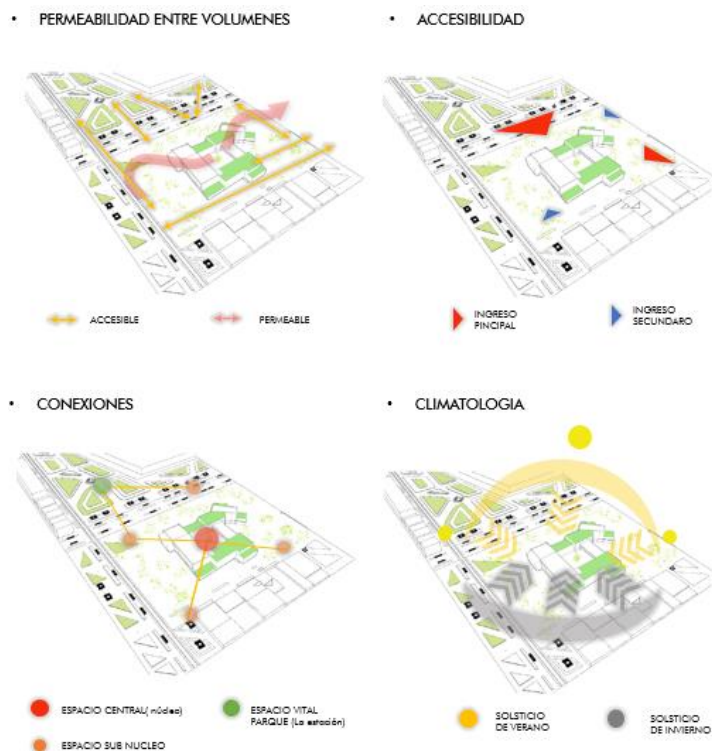 • PERMEABILIDAD ENTRE VOLUMENES
• ACCESIBILIDAD
ACCESIBLE
PERMEABLE
INGRESO
PINCIPAL
INGRESO
SECUNDARO
• CONEXIONES
• CLIMATOLOGIA
ESPACIO CENTRAL( núcleo)
ESPACIO VITAL
PARQUE (La estación)
ESPACIO SUB NUCLEO
SOLSTICIO
DE VERANO
SOLSTICIO
DE INVIERNO